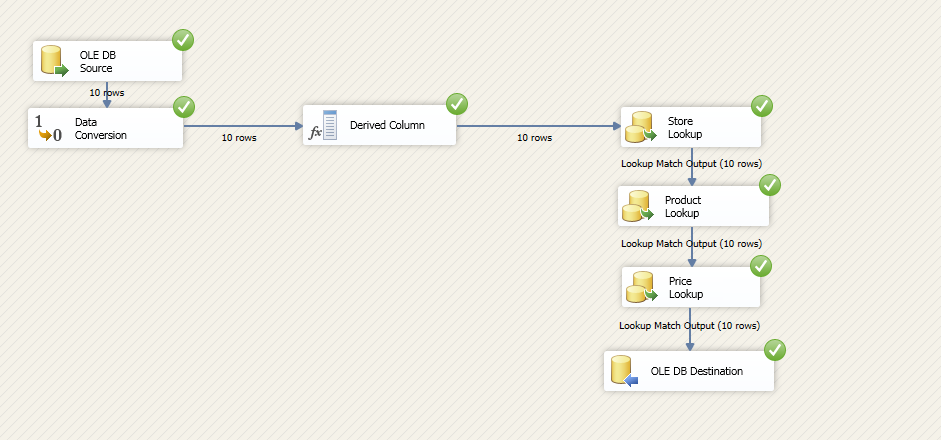 OLE DB
Source
10 rows
1
0
Data
Conversion
10 rows
fx
Derived Column
10 rows
Store
Lookup
Lookup Match Output (10 rows)
Product
Lookup
Lookup Match Output (10 rows)
Price
Lookup
Lookup Match Output (10 rows)
OLE DB Destination